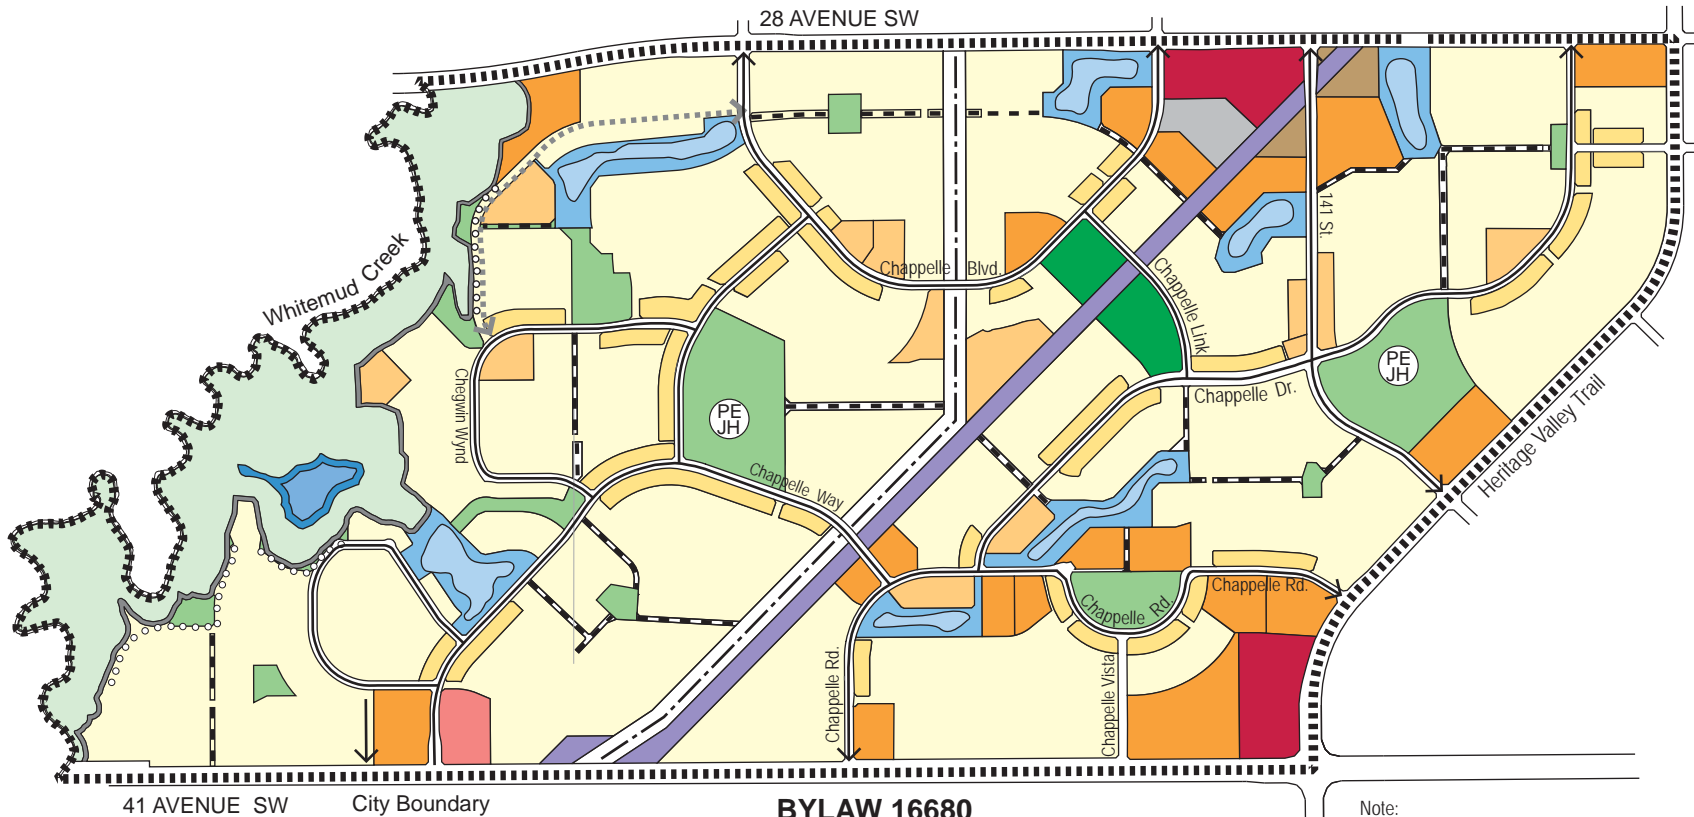 28 AVENUE SW
Whitemud Creek
141 St.
Chappelle Blvd.
Chappelle Link
PE
JH
Chegwin Wynd
PE
JH
Chappelle Dr.
Heritage Valley Trail
Chappelle Way
Chappelle Rd.
Chappelle Rd.
Chappelle Rd.
Chappelle Vista
41 AVENUE SW
City Boundary
BYLAW 16680
Note: